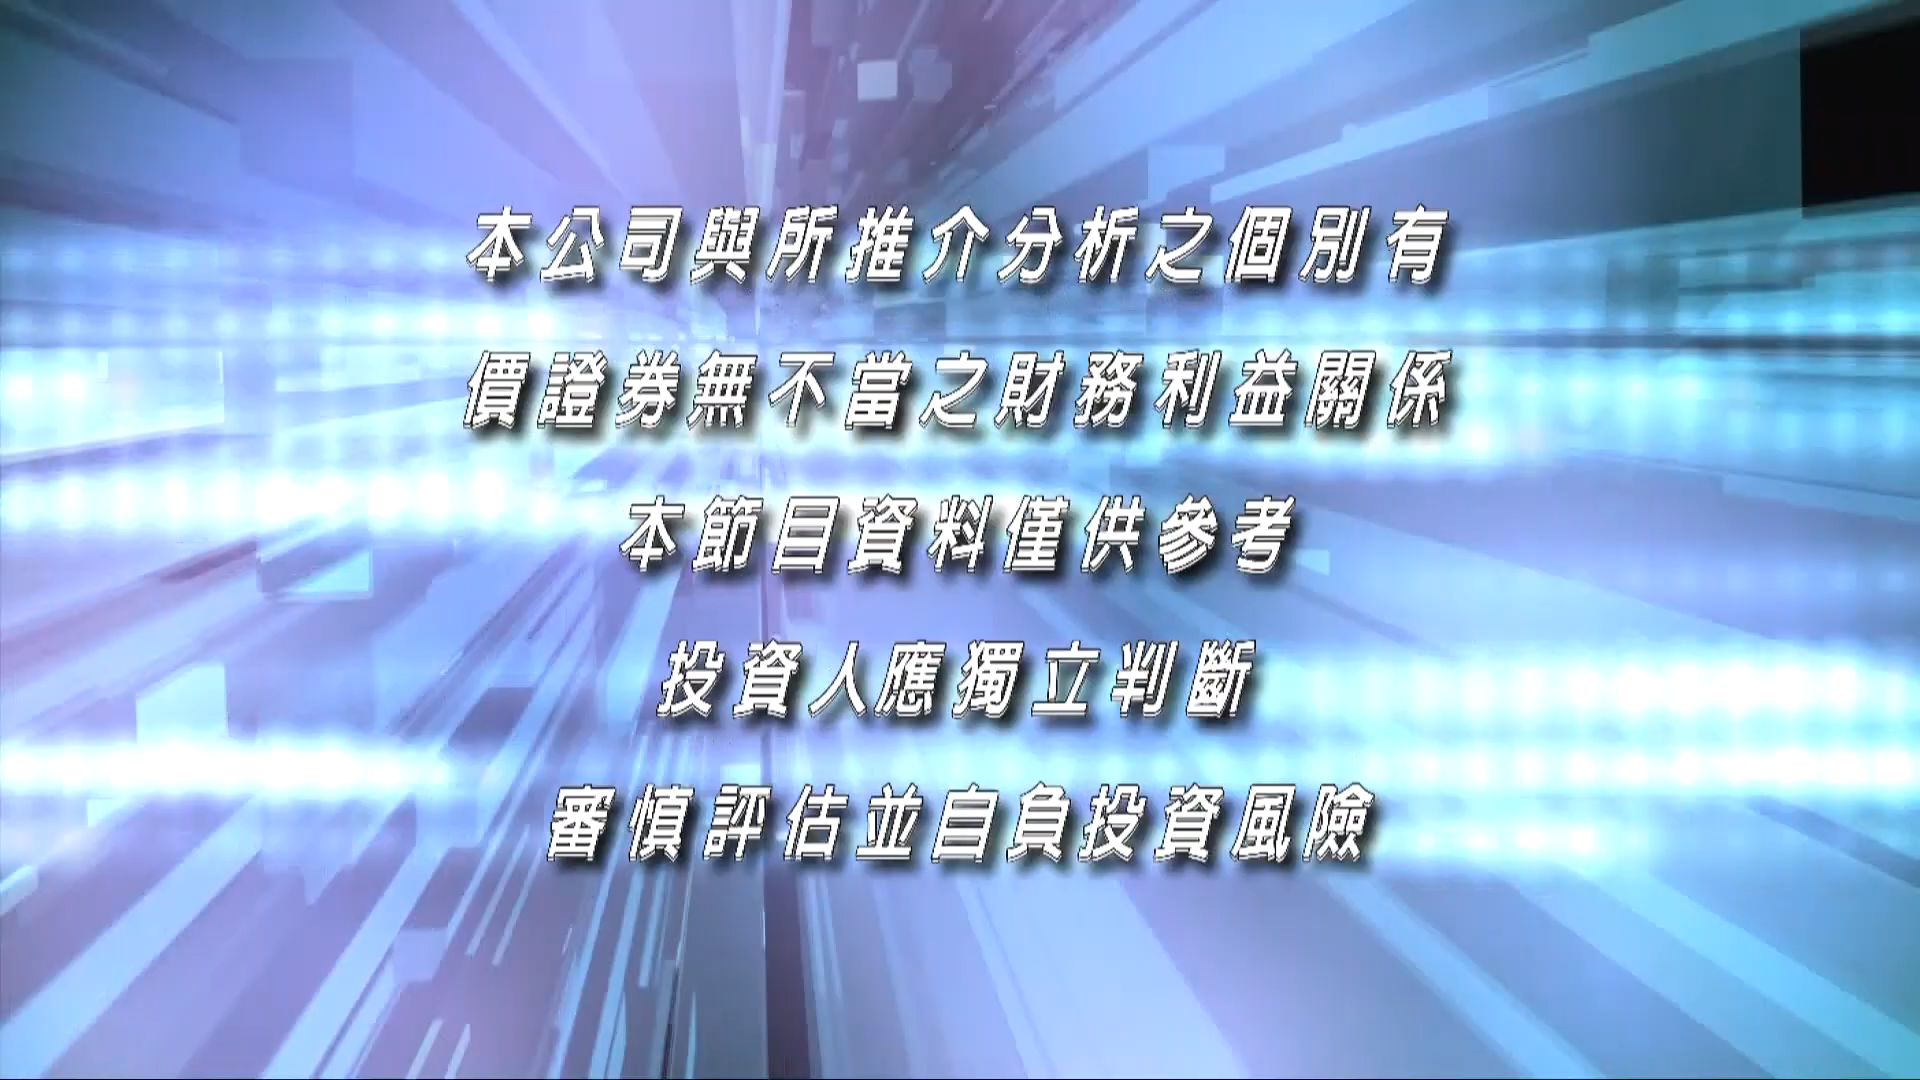 本公司與所推介分析之個別有
價證券無不當之財務利益關係
本節目資料僅供參考
投資人應獨立判斷
審慎評估並自負投資風險